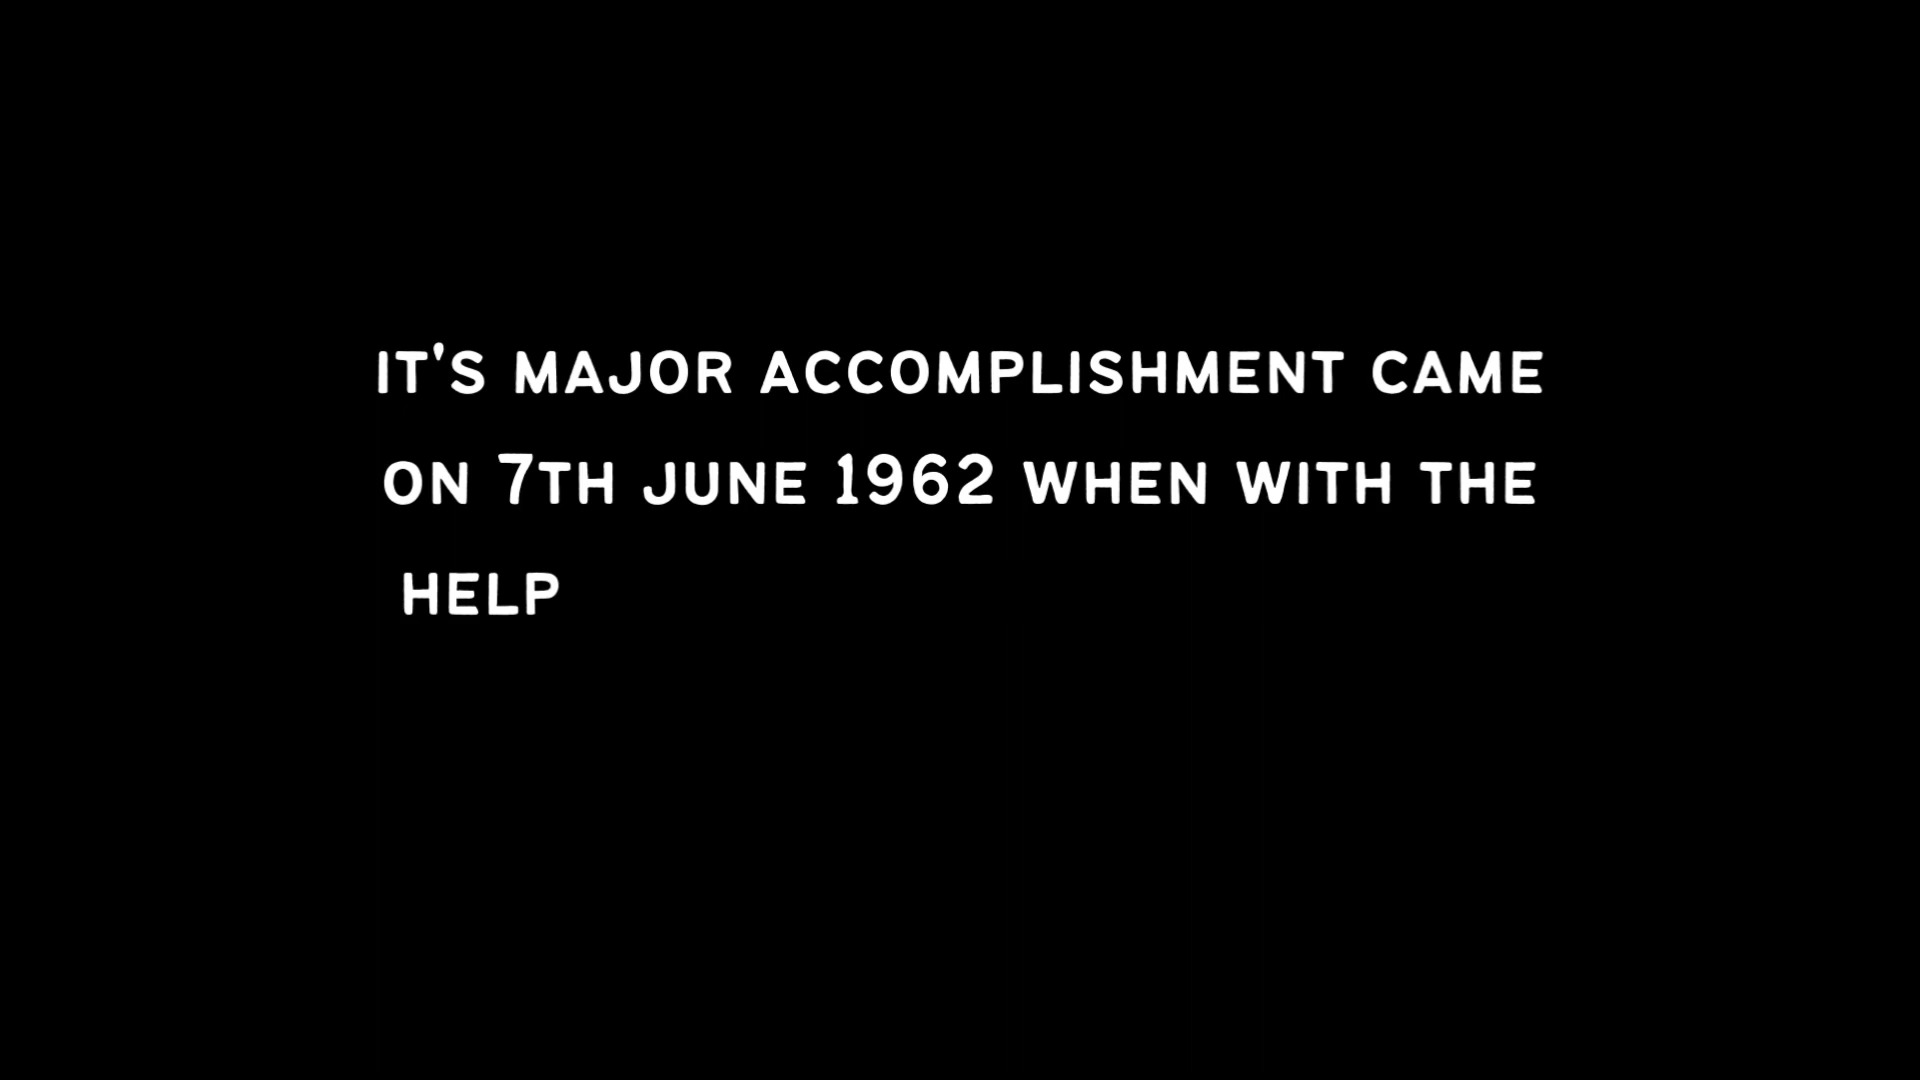 IT'S MAJOR ACCOMPLISHMENT CAME
ON 7TH JUNE 1962 WHEN WITH THE
HELP